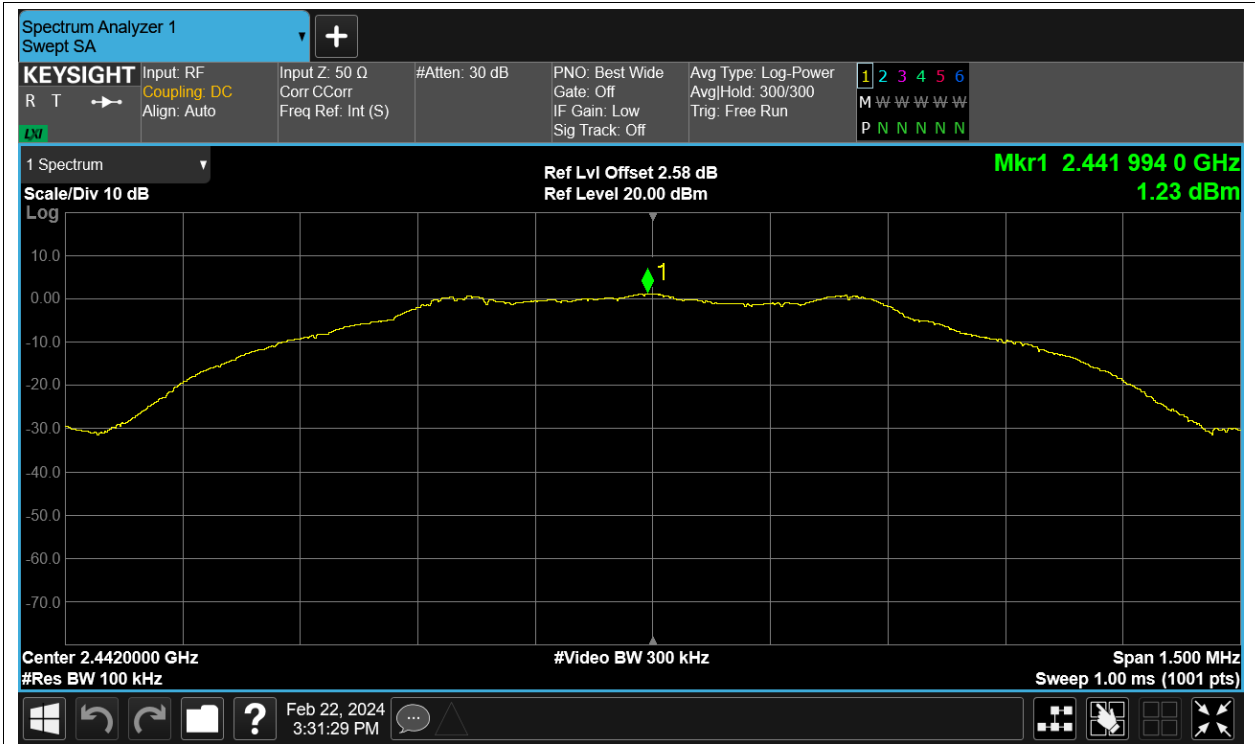 Spectrum Analyzer 1
Swept SA
KEYSIGHT
R T
LXI
Input: RF
Coupling: DC
Align: Auto
Input Z: 50 Ω
Corr CCorr
Freq Ref: Int (S)
#Atten: 30 dB
PNO: Best Wide
Gate: Off
IF Gain: Low
Sig Track: Off
Avg Type: Log-Power
Avg|Hold: 300/300
Trig: Free Run
1 2 3 4 5 6
M W W W W W
P N N N N N
1 Spectrum
Scale/Div 10 dB
Ref Lvl Offset 2.58 dB
Ref Level 20.00 dBm
Mkr1 2.441 994 0 GHz
1.23 dBm
Log
10.0
0.00
-10.0
-20.0
-30.0
-40.0
-50.0
-60.0
-70.0
1
Center 2.4420000 GHz
#Res BW 100 kHz
#Video BW 300 kHz
Span 1.500 MHz
Sweep 1.00 ms (1001 pts)
?
Feb 22, 2024
3:31:29 PM